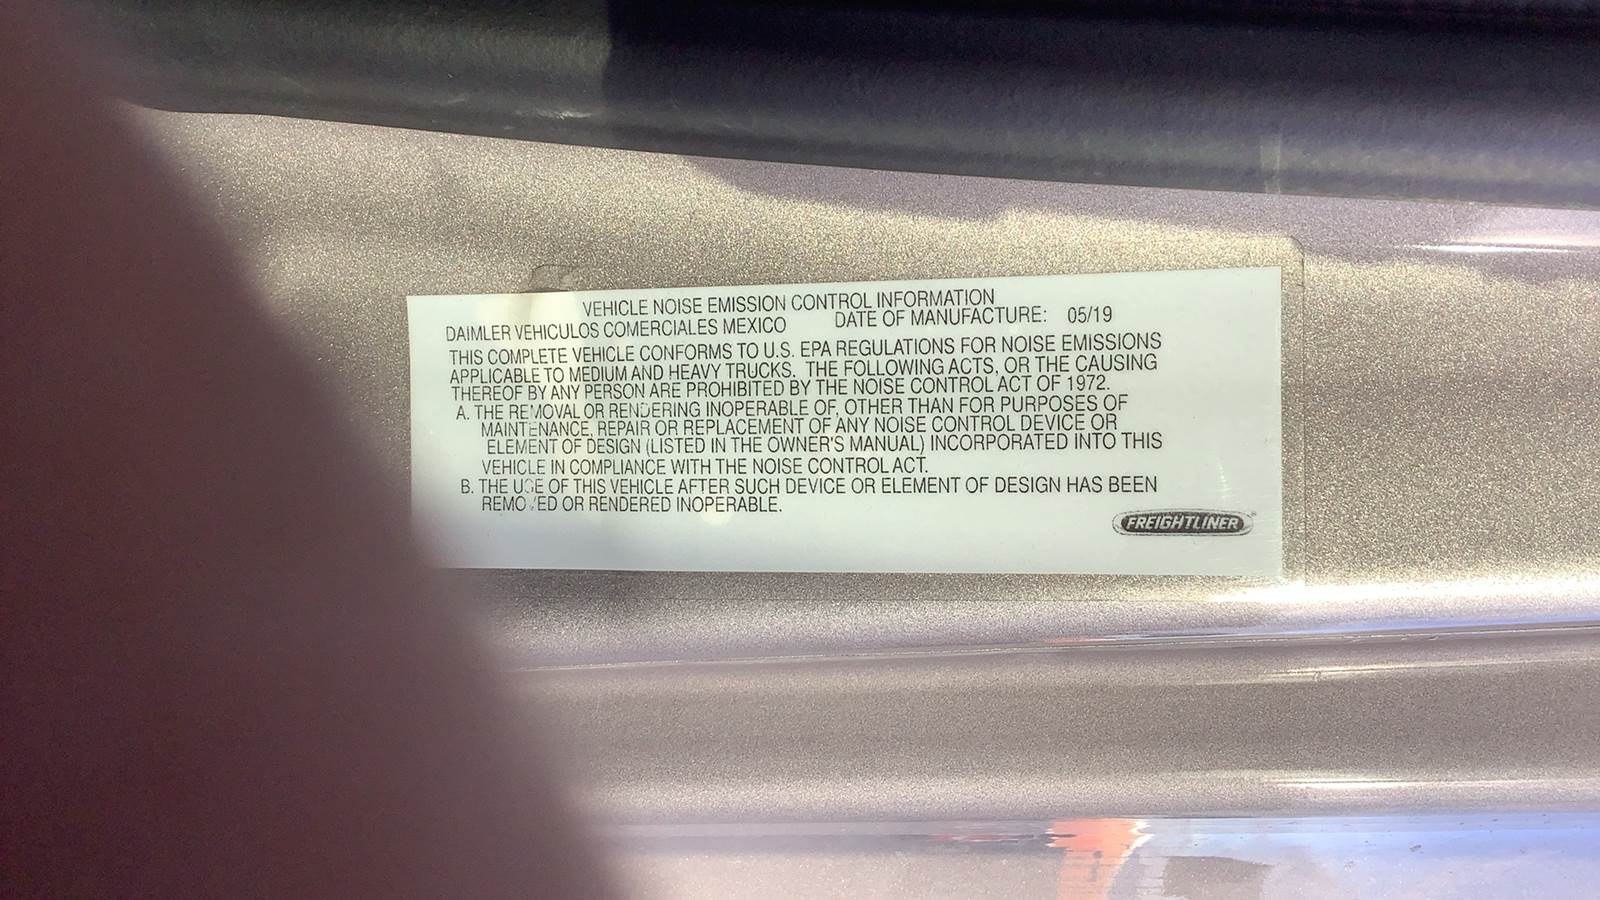 VEHICLE NOISE EMISSION CONTROL INFORMATION
DAIMLER VEHICULOS COMERCIALES MEXICO DATE OF MANUFACTURE: 05/19
THIS COMPLETE VEHICLE CONFORMS TO U.S. EPA REGULATIONS FOR NOISE EMISSIONS
APPLICABLE TO MEDIUM AND HEAVY TRUCKS. THE FOLLOWING ACTS, OR THE CAUSING
THEREOF BY ANY PERSON ARE PROHIBITED BY THE NOISE CONTROL ACT OF 1972.
A. THE REMOVAL OR RENDERING INOPERABLE OF, OTHER THAN FOR PURPOSES OF
MAINTENANCE, REPAIR OR REPLACEMENT OF ANY NOISE CONTROL DEVICE OR
ELEMENT OF DESIGN (LISTED IN THE OWNER'S MANUAL) INCORPORATED INTO THIS
VEHICLE IN COMPLIANCE WITH THE NOISE CONTROL ACT.
B. THE USE OF THIS VEHICLE AFTER SUCH DEVICE OR ELEMENT OF DESIGN HAS BEEN
REMOVED OR RENDERED INOPERABLE.
FREIGHTLINER